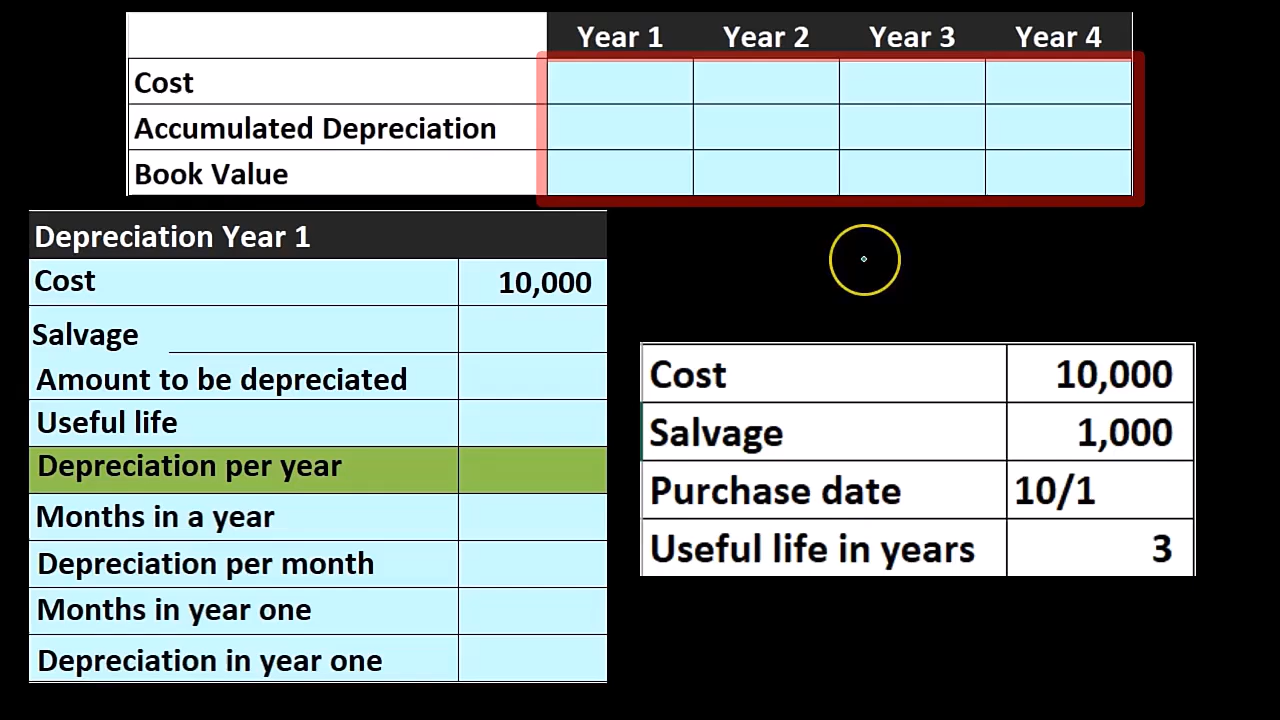 Year 1 Year 2 Year 3 Year 4
Cost
Accumulated Depreciation
Book Value
Depreciation Year 1
Cost 10,000
Salvage
Amount to be depreciated
Useful life
Depreciation per year
Months in a year
Depreciation per month
Months in year one
Depreciation in year one
Cost 10,000
Salvage 1,000
Purchase date 10/1
Useful life in years 3